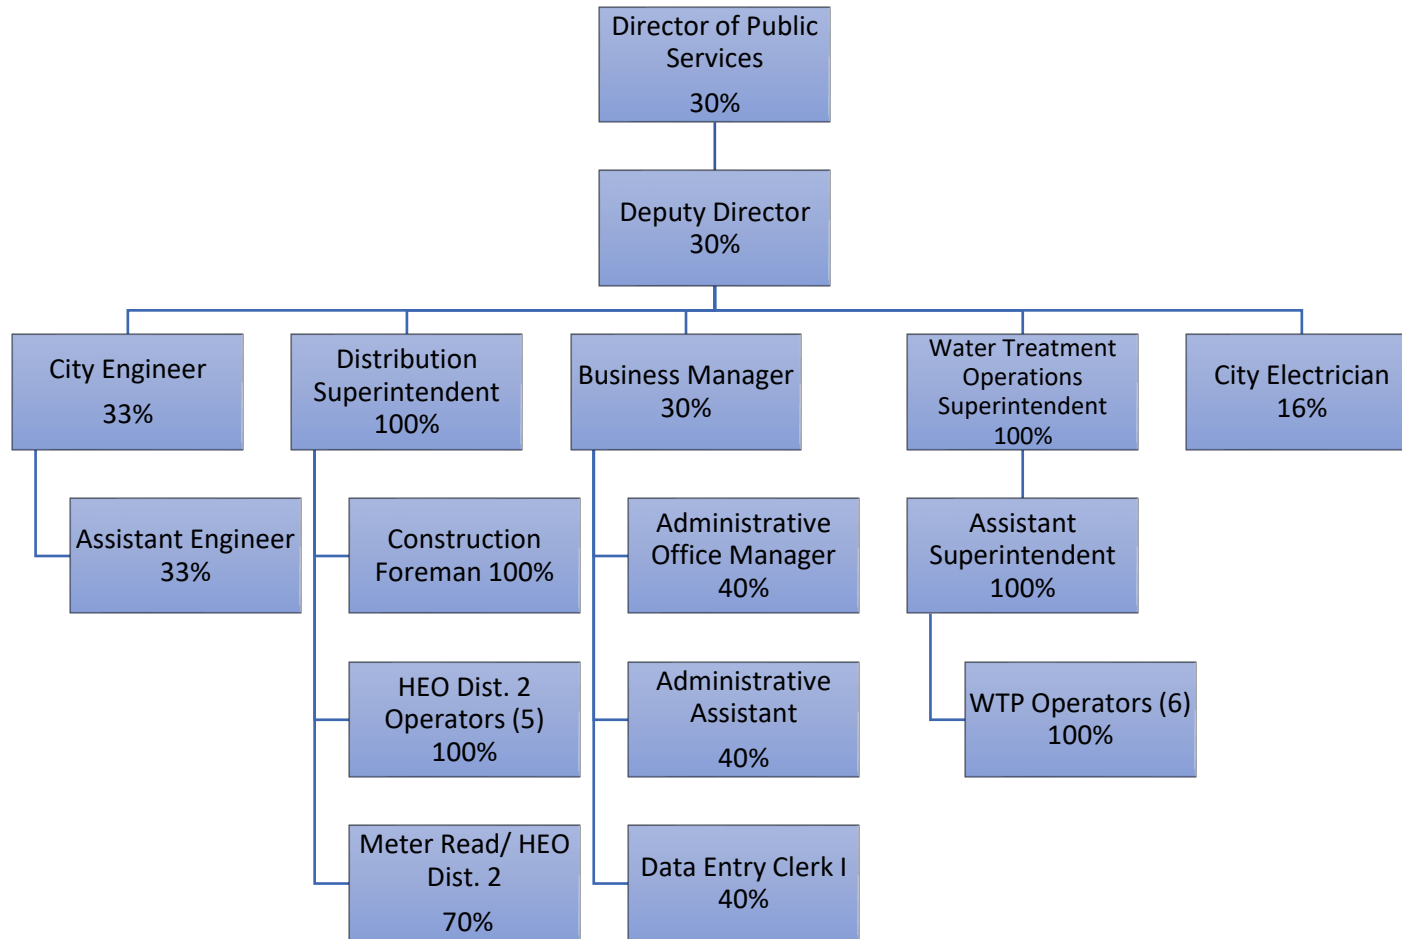 Director of Public
Services
30%
Deputy Director
30%
City Engineer
33%
Distribution
Superintendent
100%
Business Manager
30%
Water Treatment
Operations
Superintendent
100%
City Electrician
16%
Assistant Engineer
33%
Construction
Foreman 100%
Administrative
Office Manager
40%
Assistant
Superintendent
100%
HEO Dist. 2
Operators (5)
100%
Administrative
Assistant
40%
WTP Operators (6)
100%
Meter Read/ HEO
Dist. 2
70%
Data Entry Clerk I
40%